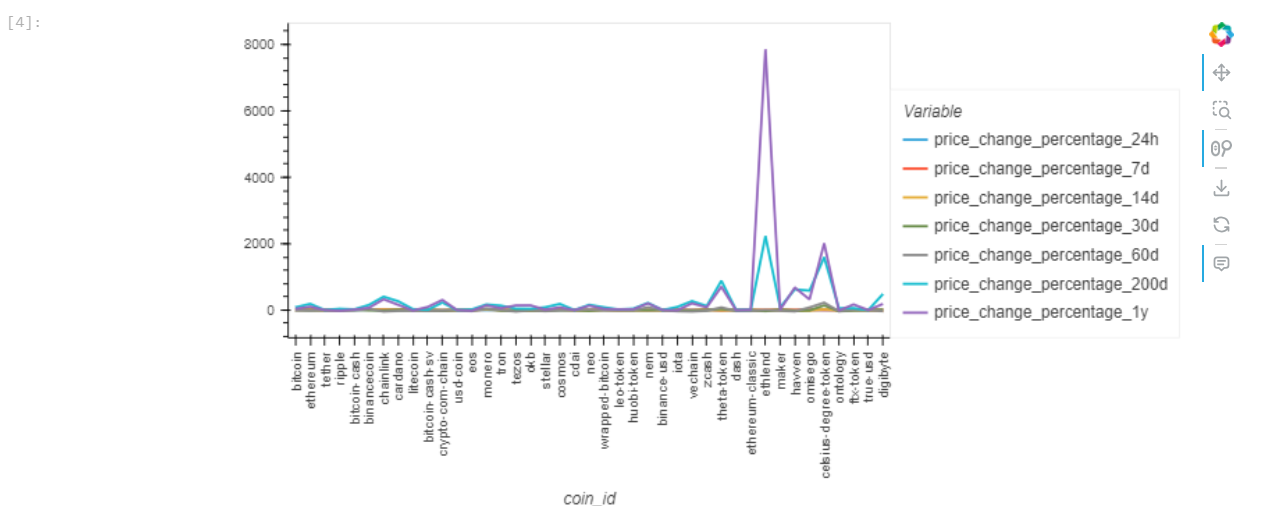 [4]:
8000
6000
4000
2000
0
bitcoin
ethereum
tether
ripple
bitcoin-cash
binancecoin
chainlink
cardano
litecoin
bitcoin-cash-sv
crypto-com-chain
usd-coin
eos
monero
tron
tezos
okb
stellar
cosmos
cdai
neo
wrapped-bitcoin
leo-token
huobi-token
nem
binance-usd
iota
vechain
zcash
theta-token
dash
ethereum-classic
ethlend
maker
havven
omisego
celsius-degree-token
ontology
ftx-token
true-usd
digibyte
coin_id
Variable
price_change_percentage_24h
price_change_percentage_7d
price_change_percentage_14d
price_change_percentage_30d
price_change_percentage_60d
price_change_percentage_200d
price_change_percentage_1y